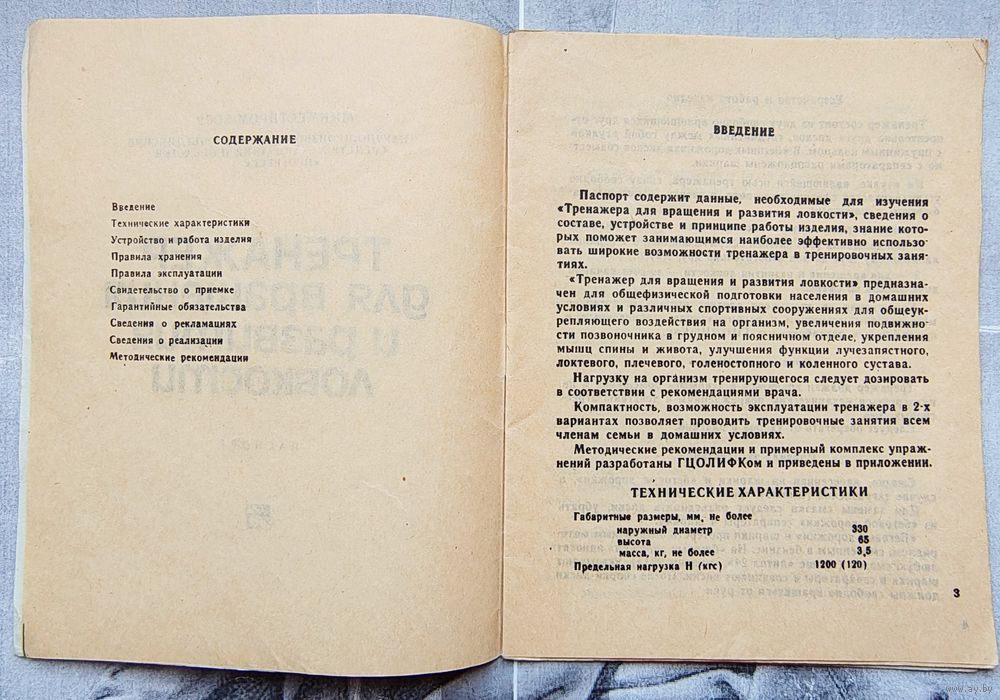 СОДЕРЖАНИЕ
Введение
Технические характеристики
Устройство и работа изделия
Правила хранения
Правила эксплуатации
Свидетельство о приемке
Гарантийные обязательства
Сведения о рекламациях
Сведения о реализации
Методические рекомендации
ВВЕДЕНИЕ
Паспорт содержит данные, необходимые для изучения
«Тренажера для вращения и развития ловкости», сведения о
составе, устройстве и принципе работы изделия, знание кото-
рых поможет занимающимся наиболее эффективно использо-
вать широкие возможности тренажера в тренировочных заня-
тиях.
«Тренажер для вращения и развития ловкости» предназна-
чен для общефизической подготовки населения в домашних
условиях и различных спортивных сооружениях для общеук-
репляющего воздействия на организм, увеличения подвижно-
сти позвоночника в грудном и поясничном отделе, укрепления
мышц спины и живота, улучшения функции лучезапястного,
локтевого, плечевого, голеностопного и коленного сустава.
Нагрузку на организм тренирующегося следует дозировать
в соответствии с рекомендациями врача.
Компактность, возможность эксплуатации тренажера в 2-х
вариантах позволяет проводить тренировочные занятия всем
членам семьи в домашних условиях.
Методические рекомендации и примерный комплекс упраж-
нений разработаны ГЦОЛИФКом и приведены в приложении.
ТЕХНИЧЕСКИЕ ХАРАКТЕРИСТИКИ
Габаритные размеры, мм, не более
наружный диаметр 330
высота 65
масса, кг, не более 3,5
Предельная нагрузка Н (кгс) 1200 (120)
3
www.ay.by